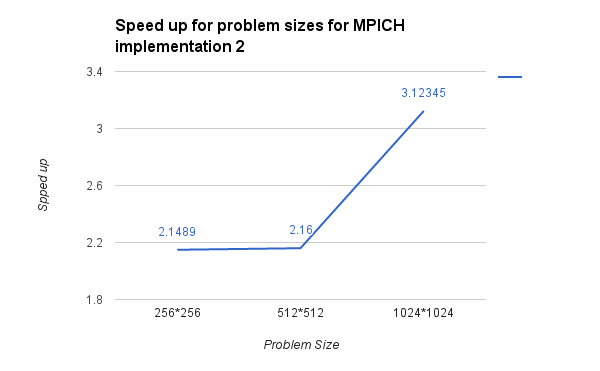 Speed up for problem sizes for MPICH
implementation 2
3.4
3.12345
3
Spped up
2.6
2.16
2.1489
2.2
1.8
256*256
512*512
1024*1024
Problem Size